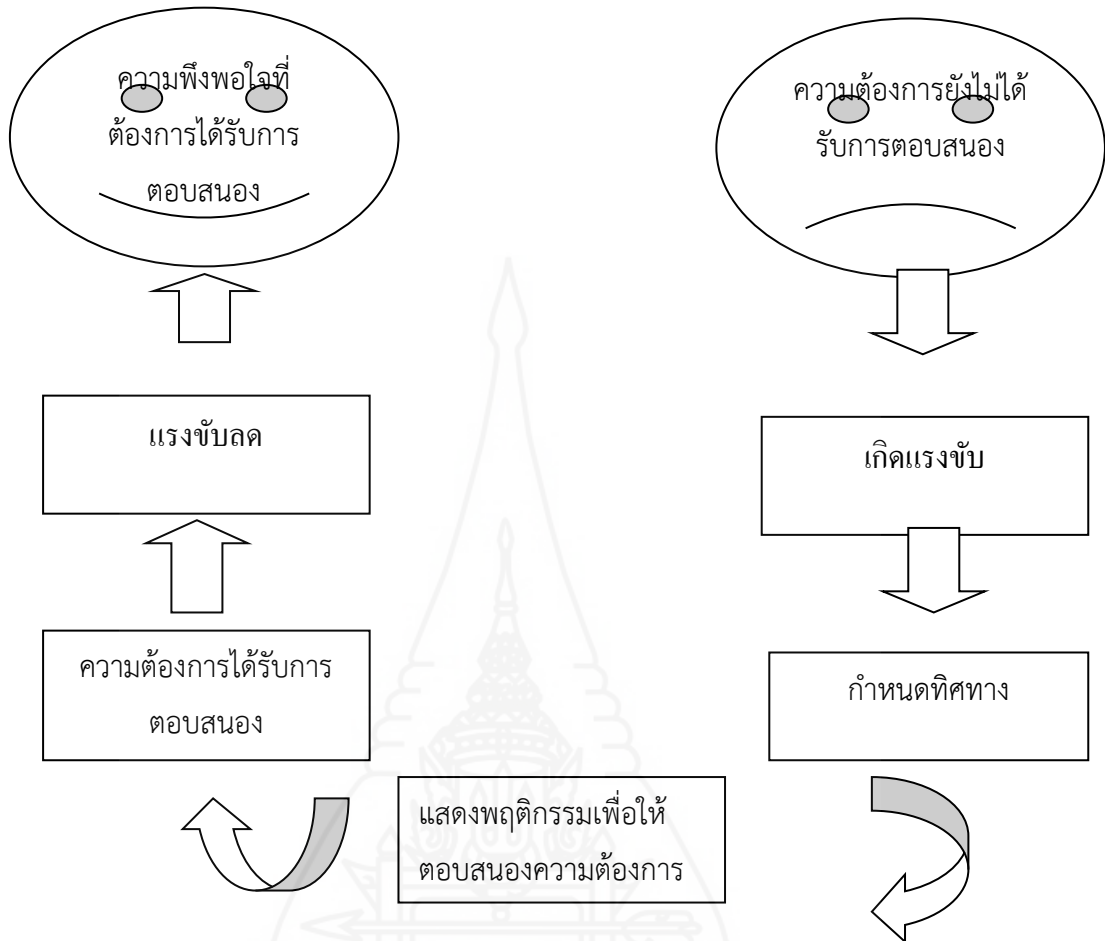 ความพึงพอใจที่
ต้องการได้รับการ
ตอบสนอง
ความต้องการยังไม่ได้
รับการตอบสนอง
แรงขับลด
เกิดแรงขับ
ความต้องการได้รับการ
ตอบสนอง
กำหนดทิศทาง
แสดงพฤติกรรมเพื่อให้
ตอบสนองความต้องการ